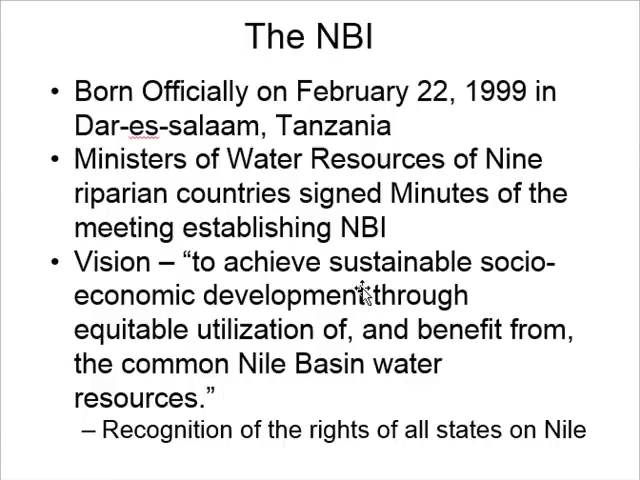 The NBI
• Born Officially on February 22, 1999 in
Dar-es-salaam, Tanzania
• Ministers of Water Resources of Nine
riparian countries signed Minutes of the
meeting establishing NBI
• Vision – “to achieve sustainable socio-
economic development through
equitable utilization of, and benefit from,
the common Nile Basin water
resources.”
– Recognition of the rights of all states on Nile